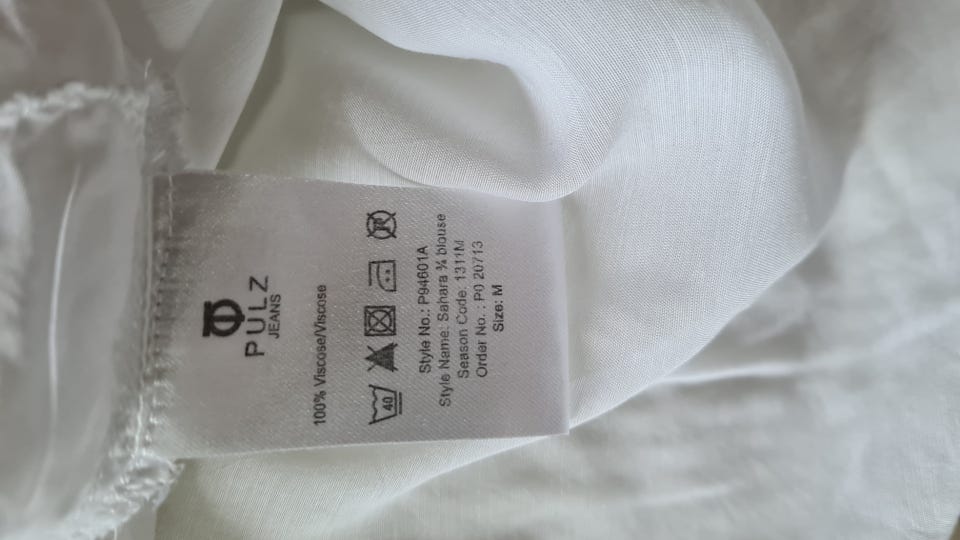 PULZ
JEANS
100% Viscose/Viscose
40
P
Style No.: P94601A
Style Name: Sahara ¾ blouse
Season Code: 1311M
Order No. : P0 20713
Size: M